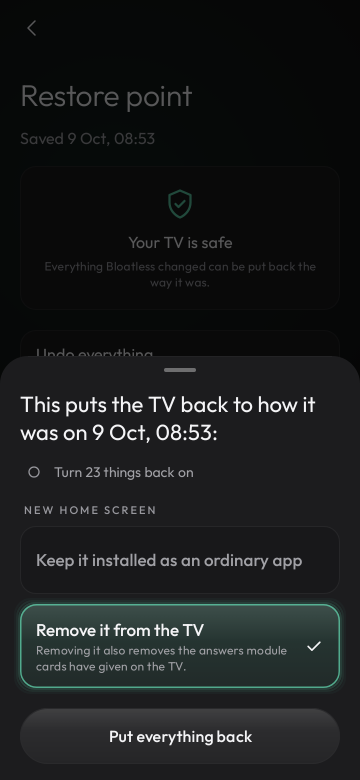 Restore point
Saved 9 Oct, 08:53
Your TV is safe
Everything Bloatless changed can be put back the
way it was.
Undo everything
This puts the TV back to how it
was on 9 Oct, 08:53:
Turn 23 things back on
NEW HOME SCREEN
Keep it installed as an ordinary app
Remove it from the TV
Removing it also removes the answers module
cards have given on the TV.
Put everything back